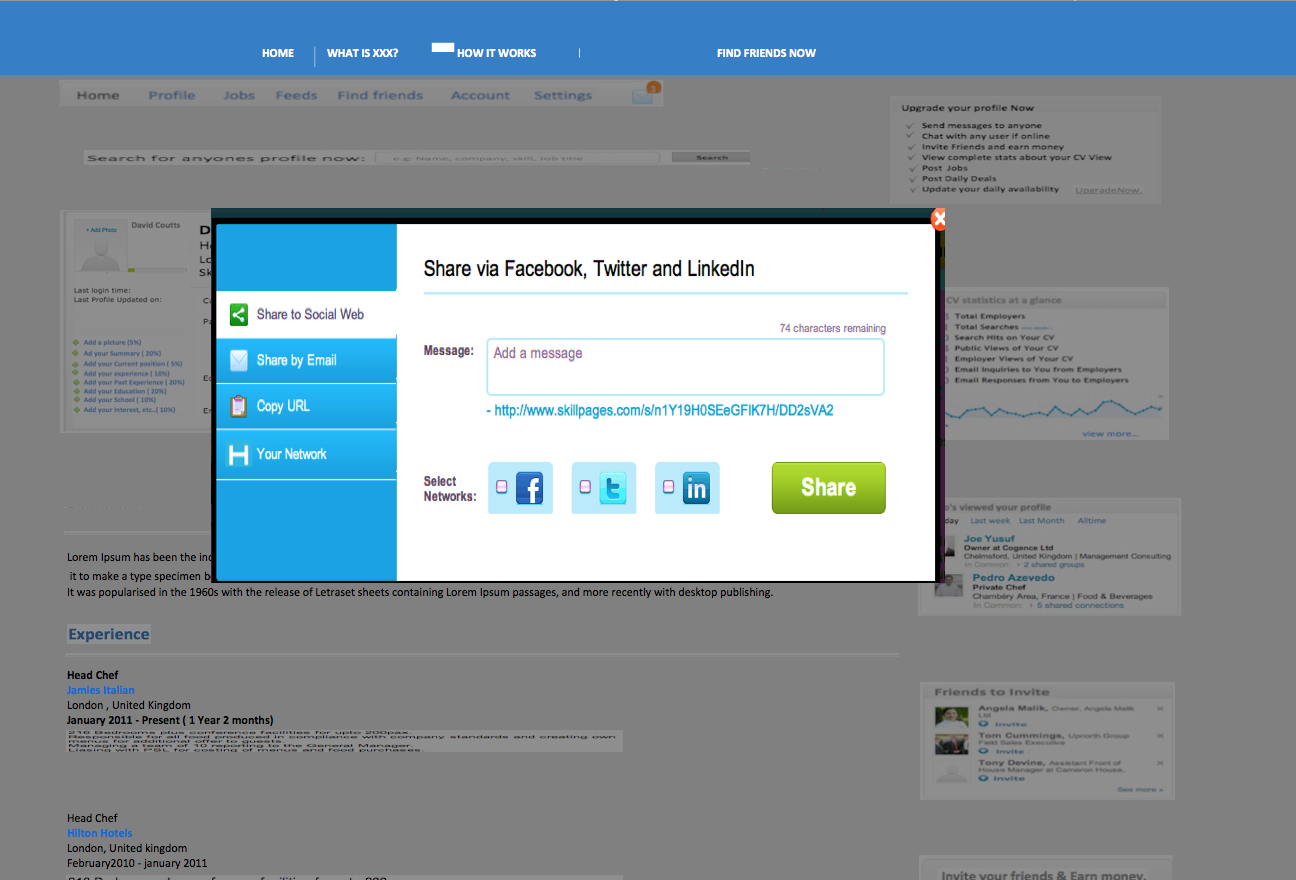 HOME
WHAT IS XXX?
HOW IT WORKS
FIND FRIENDS NOW
Home Profile Jobs Feeds Find friends Account Settings
Search for anyones profile now: e.g: Name, company, skill, Job title Search
Upgrade your profile Now
Send messages to anyone
Chat with any user if online
Invite Friends and earn money
View complete stats about your CV View
Post Jobs
Post Daily Deals
Update your daily availability UpgradeNow.
+ Add Photo
David Coutts
D
He
Lo
Sk
Last login time:
Last Profile Updated on:
Cu
Pa
Add a picture (5%)
Ad your Summary ( 20%)
Add your Current position ( 5%)
Add your experience ( 10%)
Add your Past Experience ( 20%)
Add your Education ( 20%)
Add your School ( 10%)
Add your interest, etc..( 10%)
Share to Social Web
Share by Email
Copy URL
Your Network
Share via Facebook, Twitter and LinkedIn
74 characters remaining
Message: Add a message
- http://www.skillpages.com/s/n1Y19H0SEeGFIK7H/DD2sVA2
Select
Networks:
Share
CV statistics at a glance
Total Employers
Total Searches
Search Hits on Your CV
Public Views of Your CV
Employer Views of Your CV
Email Inquiries to You from Employers
Email Responses from You to Employers
view more...
o's viewed your profile
day Last week Last Month Alltime
Joe Yusuf
Owner at Cogence Ltd
Chelmsford, United Kingdom | Management Consulting
In Common: 2 shared groups
Pedro Azevedo
Private Chef
Chambéry Area, France | Food & Beverages
In Common: 5 shared connections
Lorem Ipsum has been the inc
it to make a type specimen b
It was popularised in the 1960s with the release of Letraset sheets containing Lorem Ipsum passages, and more recently with desktop publishing.
Experience
Head Chef
Jamies Italian
London , United Kingdom
January 2011 - Present ( 1 Year 2 months)
218 Bedrooms plus conference facilities for upto 200pax.
Responsible for all food produced in compliance with company standards and creating own
menus for additional offer to guests.
Managing a team of 10 reporting to the General Manager.
Liasing with PSL for costing of menus and food purchases.
Head Chef
Hilton Hotels
London, United kingdom
February2010 - january 2011
Friends to Invite
Angela Malik, Owner, Angela Malik
Ltd
Invite
Tom Cummings, Upnorth Group
Field Sales Executive
Invite
Tony Devine, Assistant Front of
House Manager at Cameron House,
Invite
See more »
Invite your friends & Earn money.